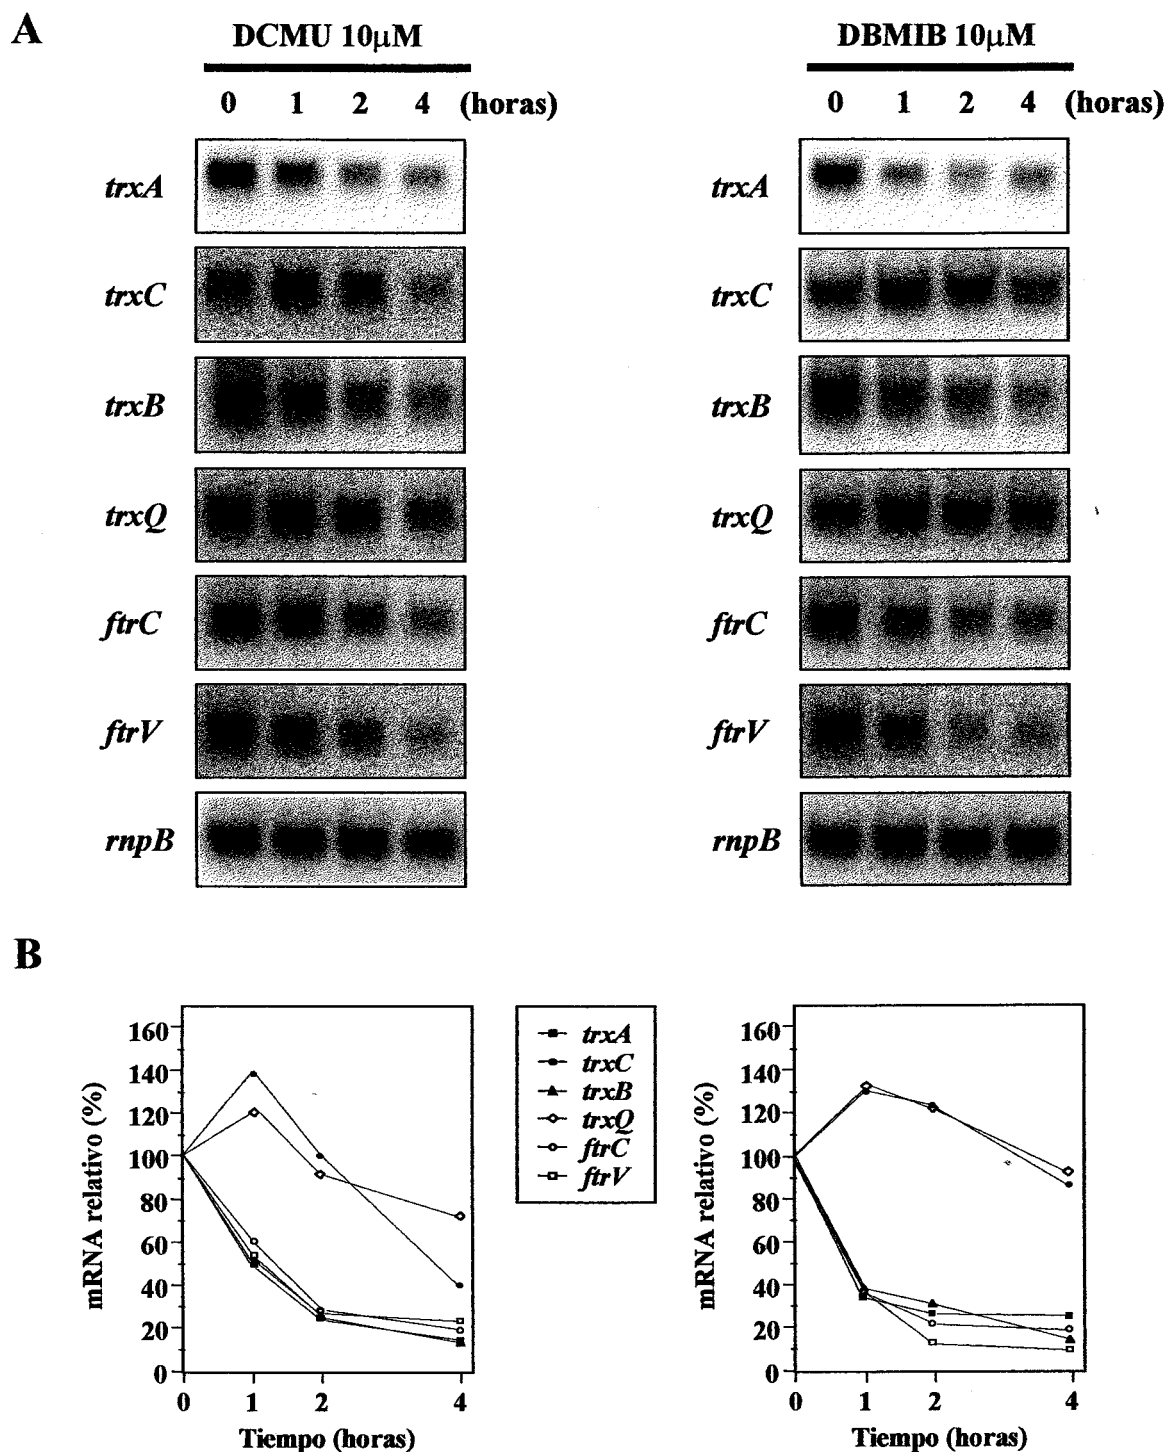 A
DCMU 10µM
0 1 2 4 (horas)
trxA
trxC
trxB
trxQ
ftrC
ftrV
rnpB
DBMIB 10µM
0 1 2 4 (horas)
trxA
trxC
trxB
trxQ
ftrC
ftrV
rnpB
B
mRNA relativo (%)
160
140
120
100
80
60
40
20
0
0 1 2 4
Tiempo (horas)
trxA
trxC
trxB
trxQ
ftrC
ftrV
mRNA relativo (%)
160
140
120
100
80
60
40
20
0
0 1 2 4
Tiempo (horas)